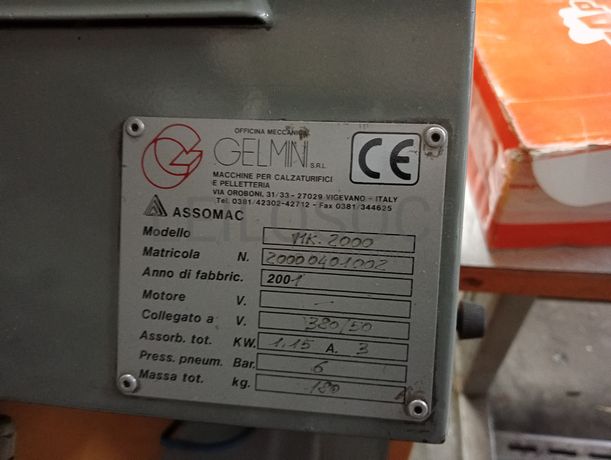 OFFICINA MECCANICA
GELMINI S.R.L.
MACCHINE PER CALZATURIFICI
E PELLETTERIA
VIA OROBONI, 31/33 - 27029 VIGEVANO - ITALY
Tel. 0381/42302-42712 - Fax 0381/344625
CE
ASSOMAC
Modello MK.2000
Matricola N. 20000401002
Anno di fabbric. 2001
Motore V. -
Collegato a V. 380/50
Assorb. tot. KW. 1,15 A. 3
Press. pneum. Bar. 6
Massa tot. kg. 180